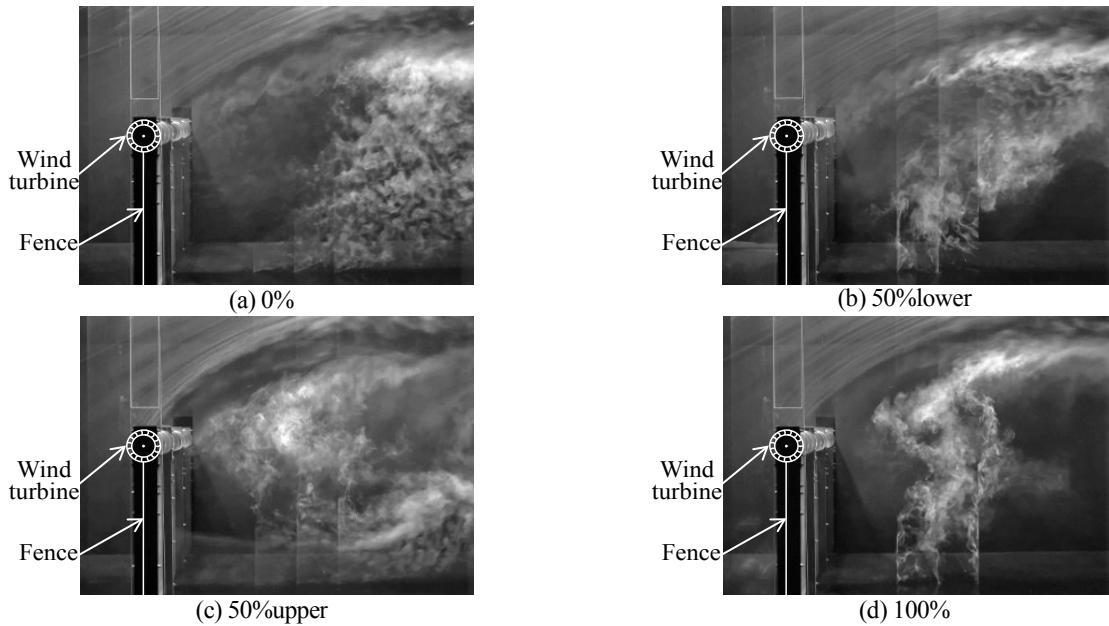 Wind
turbine
Fence
(a) 0%
Wind
turbine
Fence
(b) 50%lower
Wind
turbine
Fence
(c) 50%upper
Wind
turbine
Fence
(d) 100%